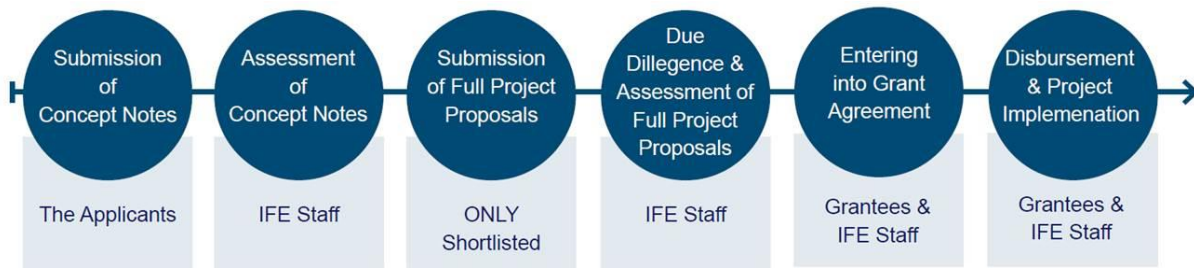 Submission
of
Concept Notes
The Applicants
Assessment
of
Concept Notes
IFE Staff
Submission
of Full Project
Proposals
ONLY
Shortlisted
Due
Dillegence &
Assessment of
Full Project
Proposals
IFE Staff
Entering
into Grant
Agreement
Grantees &
IFE Staff
Disbursement
& Project
Implemenation
Grantees &
IFE Staff